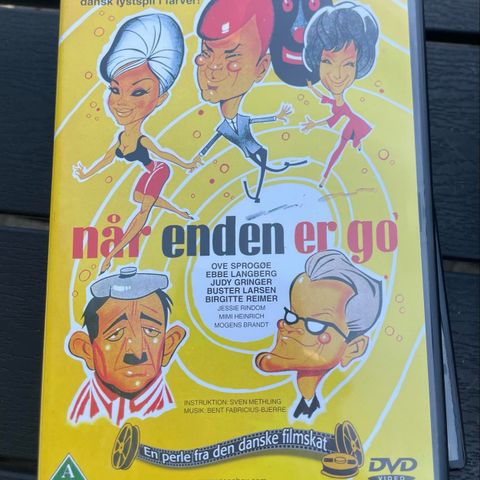 dansk lystspil i farver!
når enden er go'
OVE SPROGØE
EBBE LANGBERG
JUDY GRINGER
BUSTER LARSEN
BIRGITTE REIMER
JESSIE RINDOM
MIMI HEINRICH
MOGENS BRANDT
INSTRUKTION: SVEN METHLING
MUSIK: BENT FABRICIUS-BJERRE
En perle fra den danske filmskat
A
DVD
VIDEO